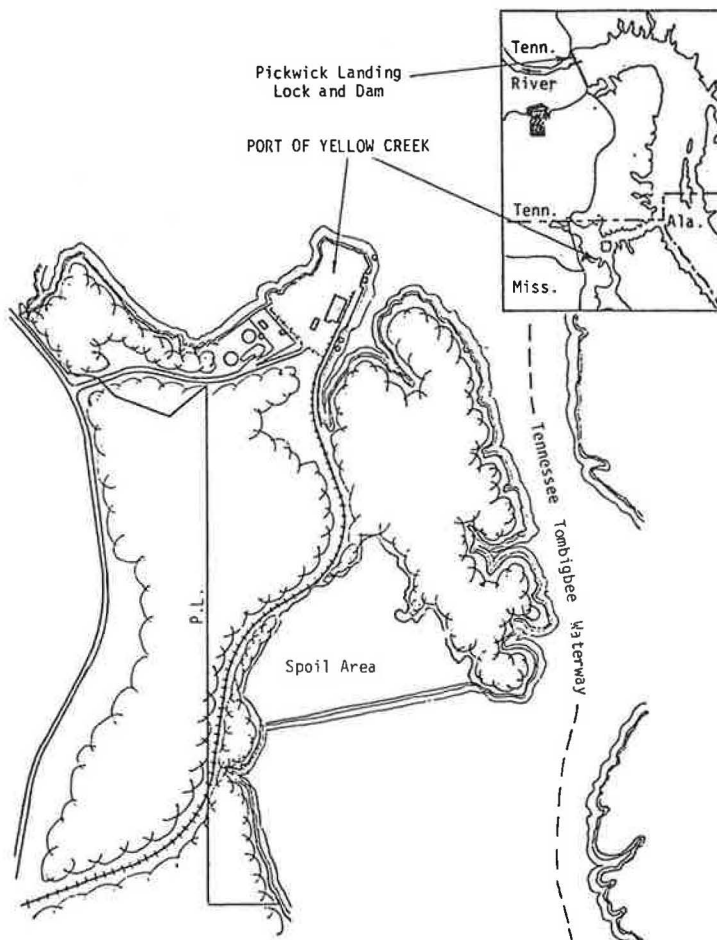 Tenn.
Pickwick Landing
Lock and Dam
River
PORT OF YELLOW CREEK
Tenn.
Ala.
Miss.
Tennessee Tombigbee Waterway
P.L.
Spoil Area